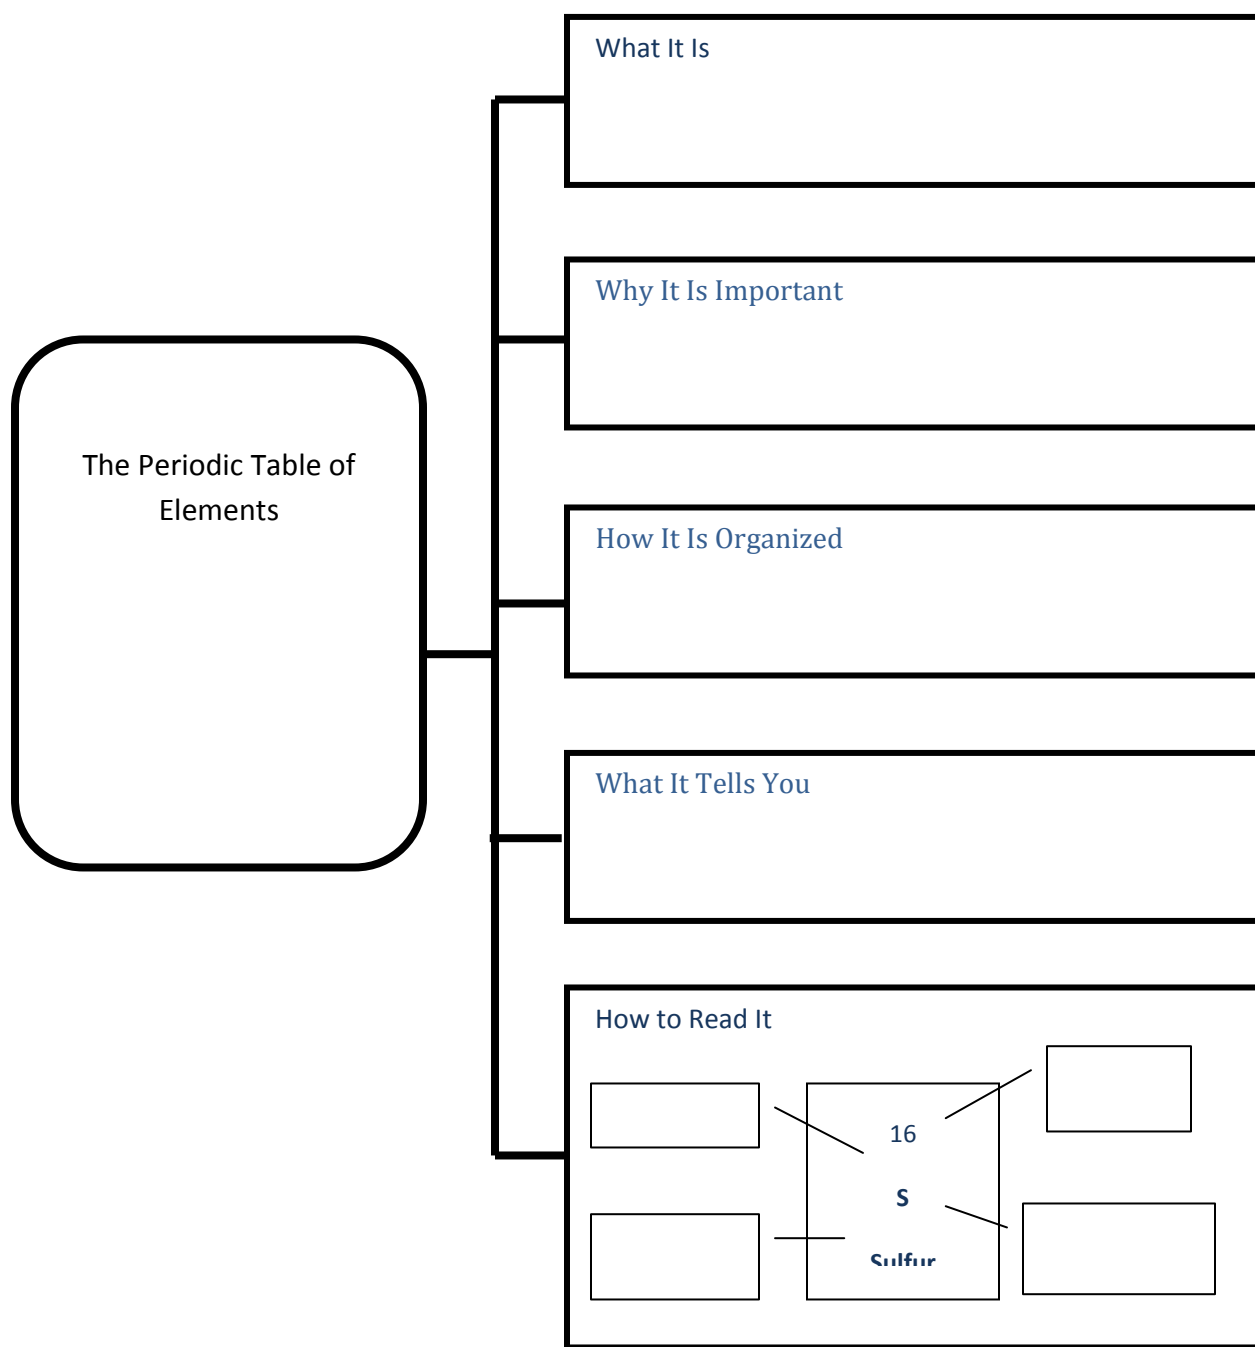 What It Is
Why It Is Important
The Periodic Table of
Elements
How It Is Organized
What It Tells You
How to Read It
16
S
Sulfur